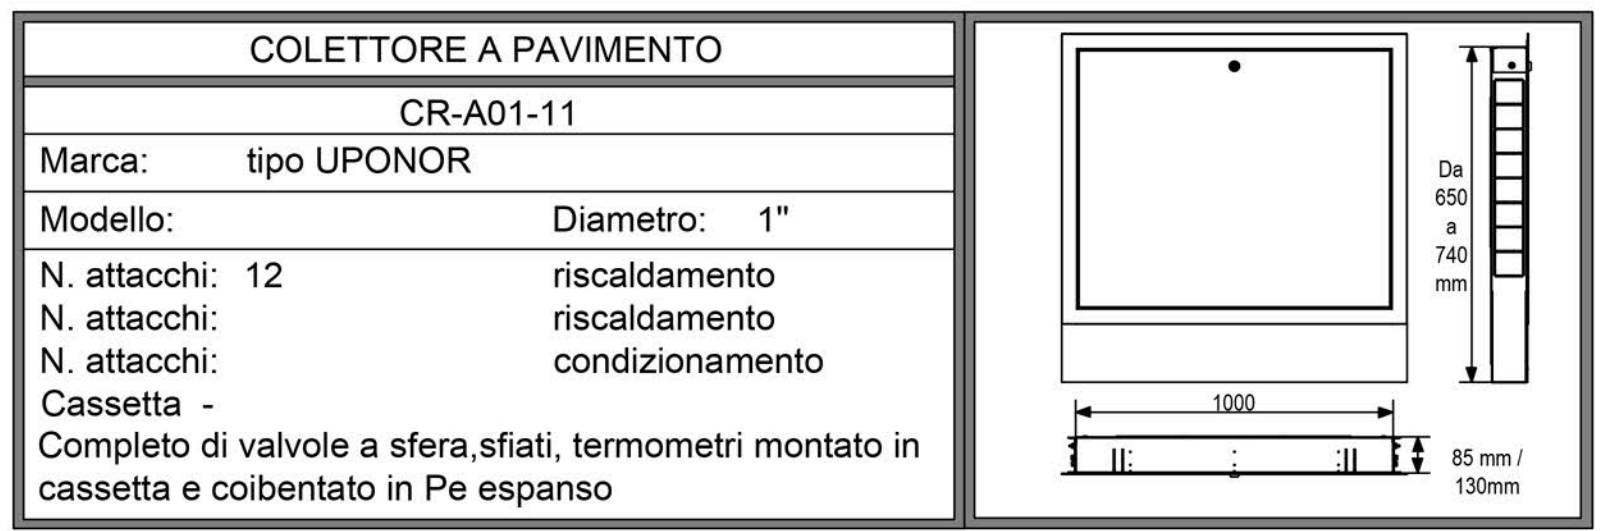 COLETTORE A PAVIMENTO
CR-A01-11
Marca: tipo UPONOR
Modello: Diametro: 1"
N. attacchi: 12 riscaldamento
N. attacchi: riscaldamento
N. attacchi: condizionamento
Cassetta -
Completo di valvole a sfera,sfiati, termometri montato in
cassetta e coibentato in Pe espanso
Da
650
a
740
mm
1000
85 mm /
130mm